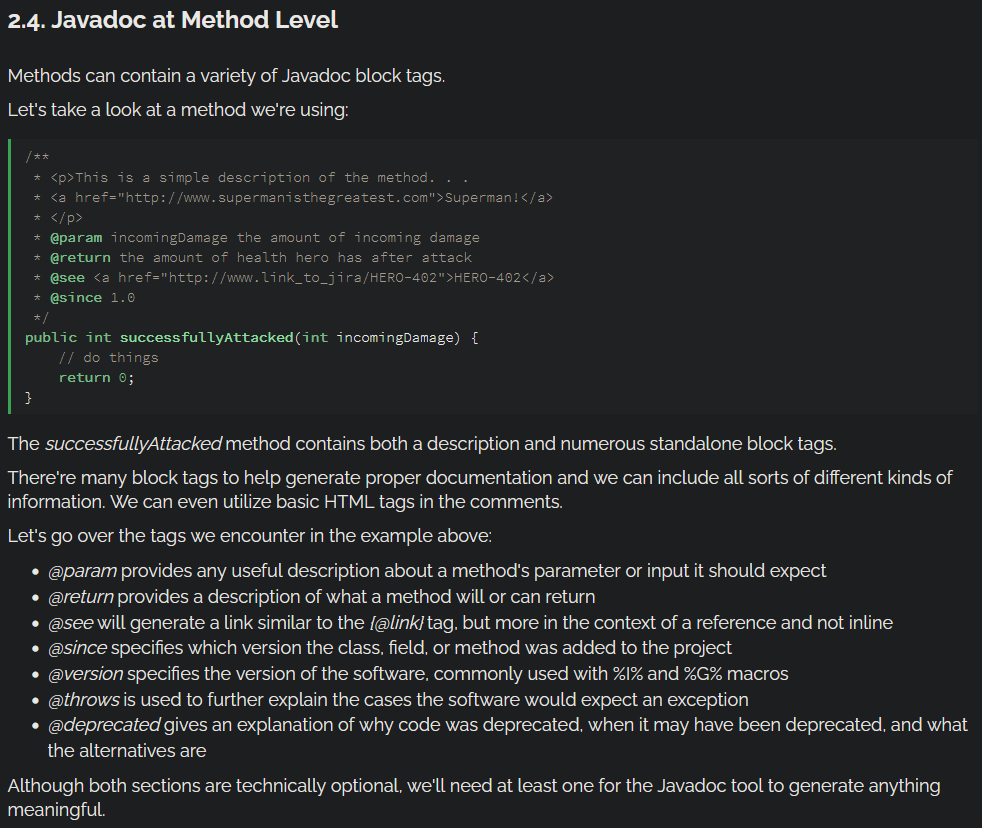 2.4. Javadoc at Method Level
Methods can contain a variety of Javadoc block tags.
Let's take a look at a method we're using:
/**
 * <p>This is a simple description of the method. . .
 * <a href="http://www.supermanisthegreatest.com">Superman!</a>
 * </p>
 * @param incomingDamage the amount of incoming damage
 * @return the amount of health hero has after attack
 * @see <a href="http://www.link_to_jira/HERO-402">HERO-402</a>
 * @since 1.0
 */
public int successfullyAttacked(int incomingDamage) {
    // do things
    return 0;
}
The successfullyAttacked method contains both a description and numerous standalone block tags.
There're many block tags to help generate proper documentation and we can include all sorts of different kinds of
information. We can even utilize basic HTML tags in the comments.
Let's go over the tags we encounter in the example above:
• @param provides any useful description about a method's parameter or input it should expect
• @return provides a description of what a method will or can return
• @see will generate a link similar to the {@link} tag, but more in the context of a reference and not inline
• @since specifies which version the class, field, or method was added to the project
• @version specifies the version of the software, commonly used with %I% and %G% macros
• @throws is used to further explain the cases the software would expect an exception
• @deprecated gives an explanation of why code was deprecated, when it may have been deprecated, and what
the alternatives are
Although both sections are technically optional, we'll need at least one for the Javadoc tool to generate anything
meaningful.